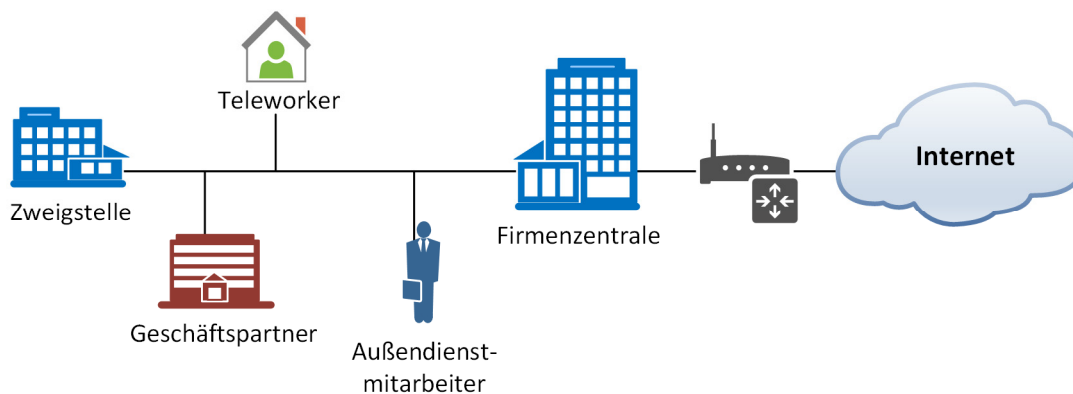 Teleworker
Internet
Zweigstelle
Firmenzentrale
Geschäftspartner
Außendienst-
mitarbeiter